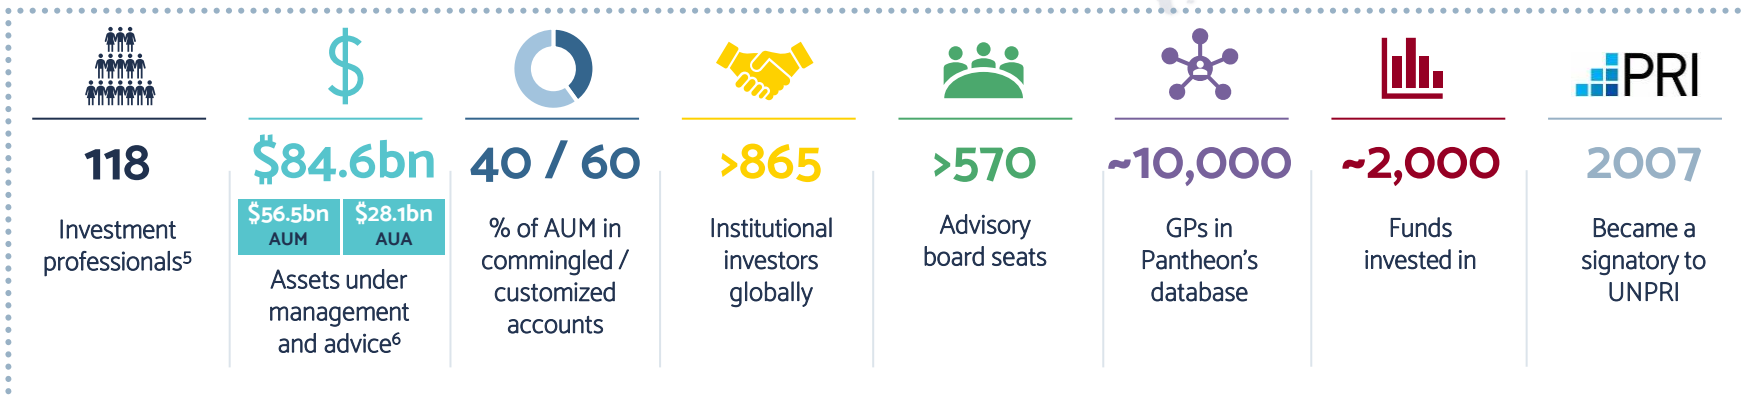 118
Investment
professionals⁵
$84.6bn
$56.5bn
AUM
$28.1bn
AUA
Assets under
management
and advice⁶
40 / 60
% of AUM in
commingled /
customized
accounts
>865
Institutional
investors
globally
>570
Advisory
board seats
~10,000
GPs in
Pantheon's
database
~2,000
Funds
invested in
PRI
2007
Became a
signatory to
UNPRI